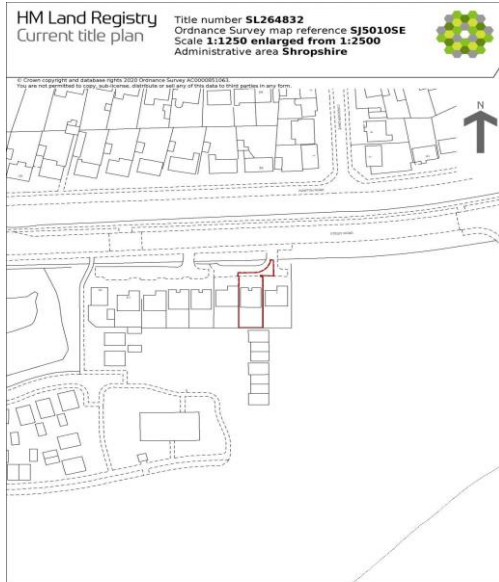 HM Land Registry
Current title plan
Title number SL264832
Ordnance Survey map reference SJ5010SE
Scale 1:1250 enlarged from 1:2500
Administrative area Shropshire
© Crown copyright and database rights 2020 Ordnance Survey AC0000851063.
You are not permitted to copy, sub-license, distribute or sell any of this data to third parties in any form.
N